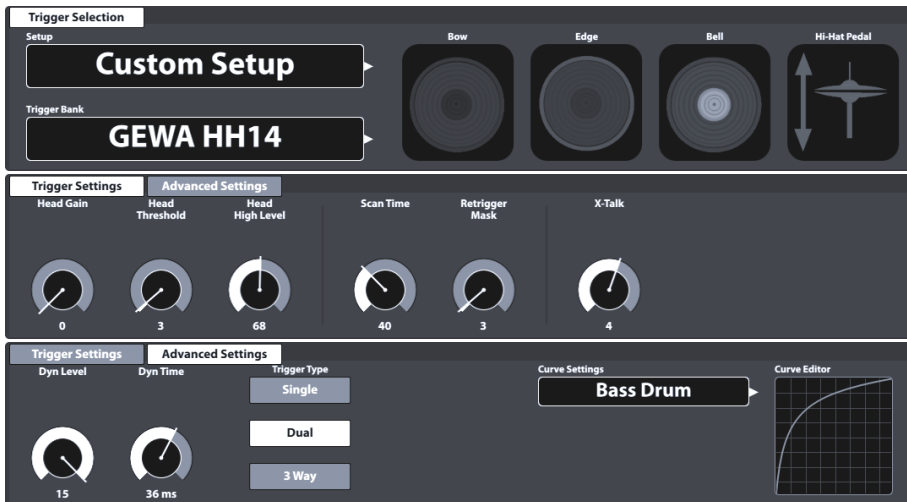 Trigger Selection
Setup
Custom Setup
Trigger Bank
GEWA HH14
Bow
Edge
Bell
Hi-Hat Pedal
Trigger Settings
Advanced Settings
Head Gain
Head
Threshold
Head
High Level
Scan Time
Retrigger
Mask
X-Talk
0
3
68
40
3
4
Trigger Settings
Advanced Settings
Dyn Level
Dyn Time
Trigger Type
Single
Dual
3 Way
15
36 ms
Curve Settings
Bass Drum
Curve Editor